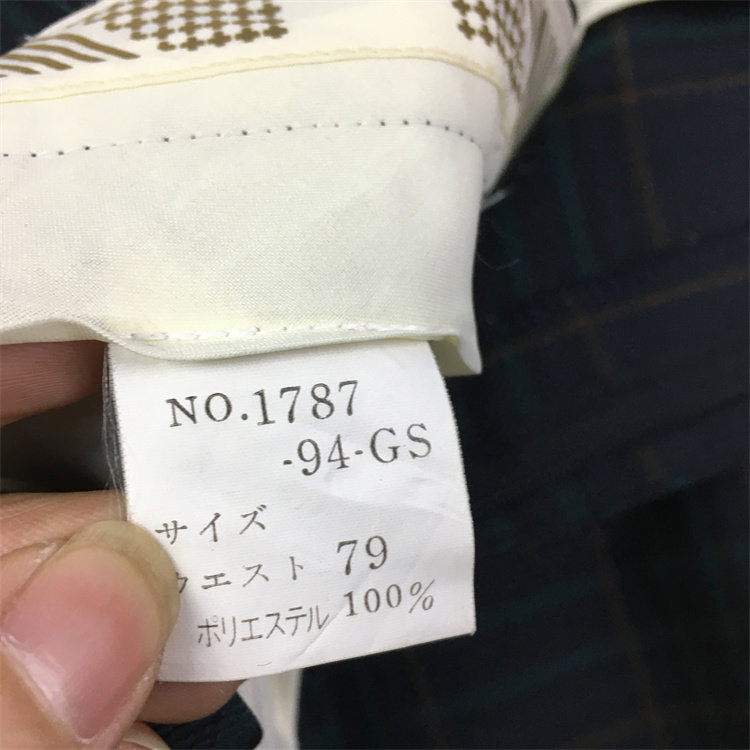 NO.1787
-94-GS
サイズ
ウエスト 79
ポリエステル 100%